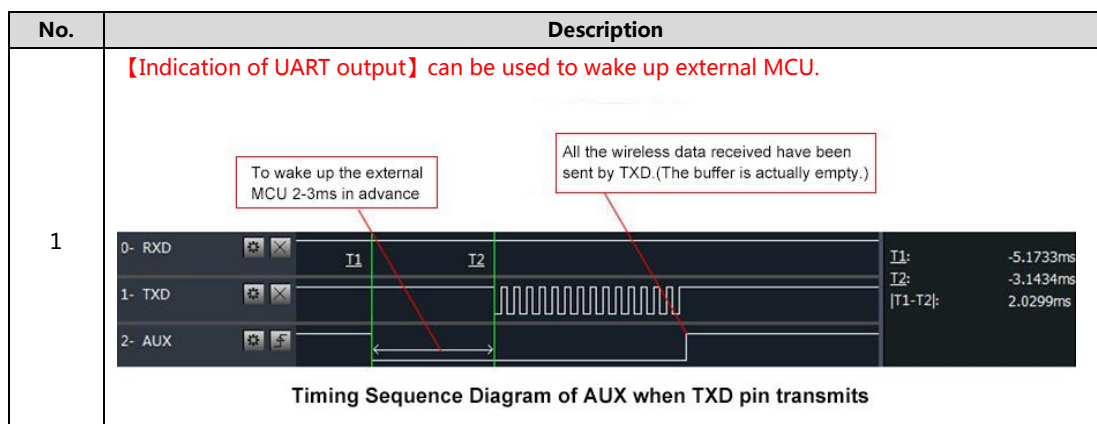 No.
Description
1
【Indication of UART output】can be used to wake up external MCU.
To wake up the external
MCU 2-3ms in advance
All the wireless data received have been
sent by TXD.(The buffer is actually empty.)
0- RXD
T1
T2
1- TXD
2- AUX
T1: -5.1733ms
T2: -3.1434ms
|T1-T2|: 2.0299ms
Timing Sequence Diagram of AUX when TXD pin transmits